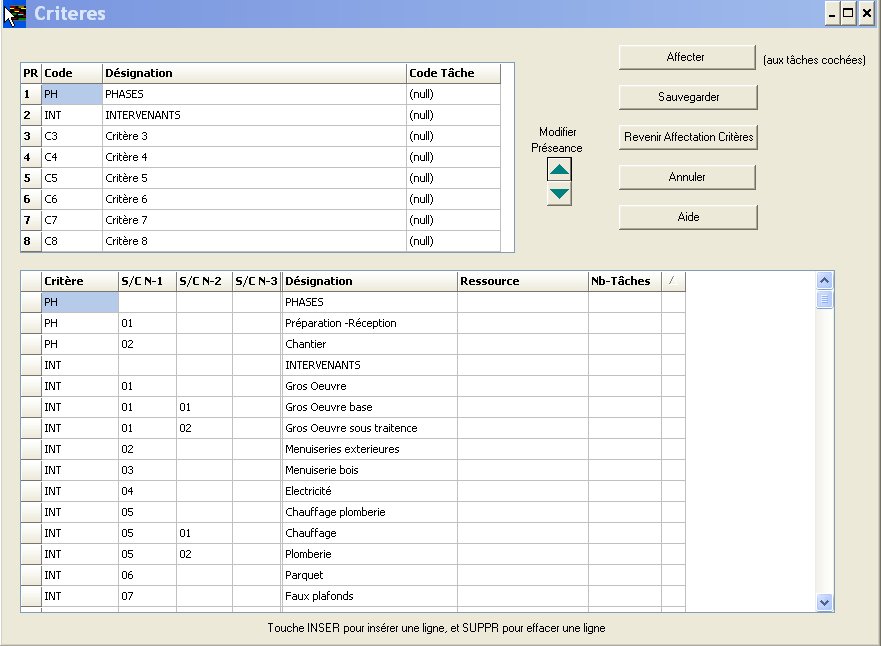 Criteres
PR Code Désignation Code Tâche
1 PH PHASES (null)
2 INT INTERVENANTS (null)
3 C3 Critère 3 (null)
4 C4 Critère 4 (null)
5 C5 Critère 5 (null)
6 C6 Critère 6 (null)
7 C7 Critère 7 (null)
8 C8 Critère 8 (null)
Modifier
Préseance
Affecter (aux tâches cochées)
Sauvegarder
Revenir Affectation Critères
Annuler
Aide
Critère S/C N-1 S/C N-2 S/C N-3 Désignation Ressource Nb-Tâches /
PH PHASES
PH 01 Préparation -Réception
PH 02 Chantier
INT INTERVENANTS
INT 01 Gros Oeuvre
INT 01 01 Gros Oeuvre base
INT 01 02 Gros Oeuvre sous traitence
INT 02 Menuiseries exterieures
INT 03 Menuiserie bois
INT 04 Electricité
INT 05 Chauffage plomberie
INT 05 01 Chauffage
INT 05 02 Plomberie
INT 06 Parquet
INT 07 Faux plafonds
Touche INSER pour insérer une ligne, et SUPPR pour effacer une ligne